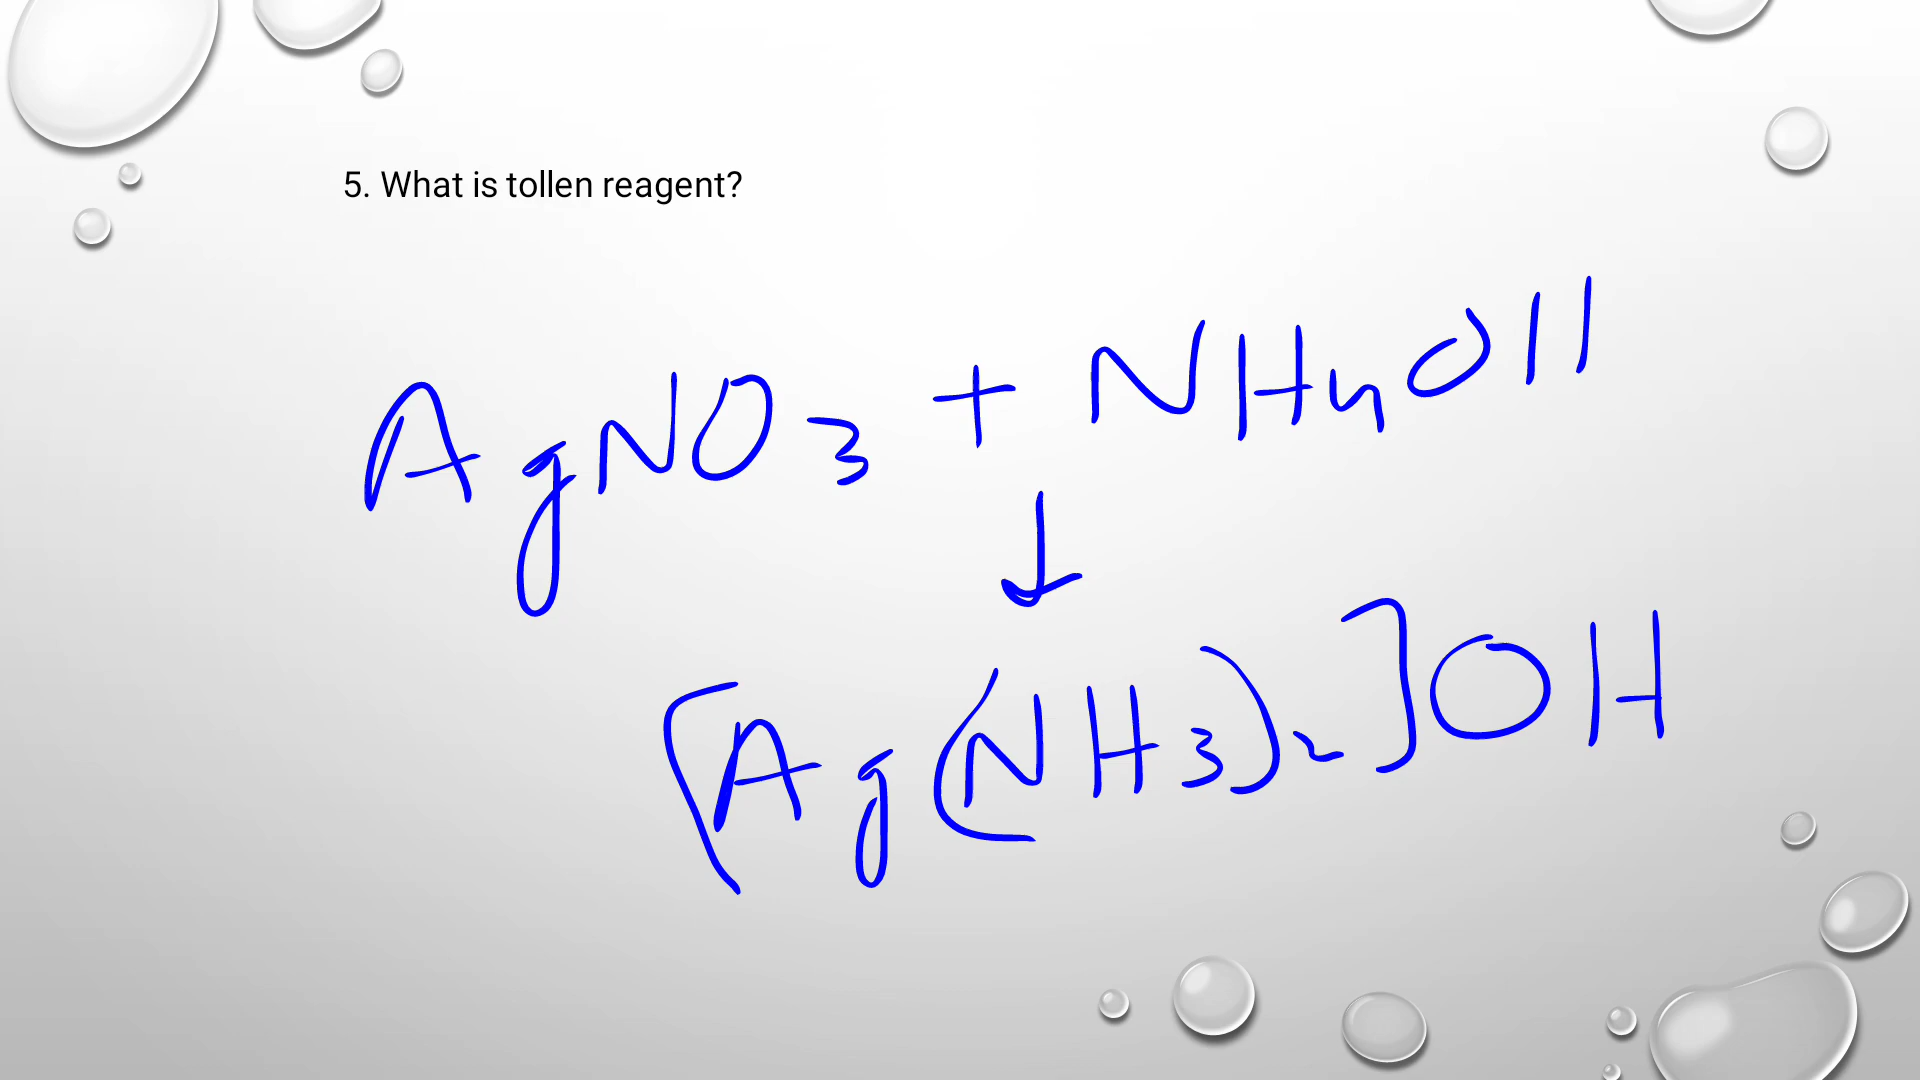 5. What is tollen reagent?
AgNO3 + NH4OH
↓
[Ag(NH3)2]OH